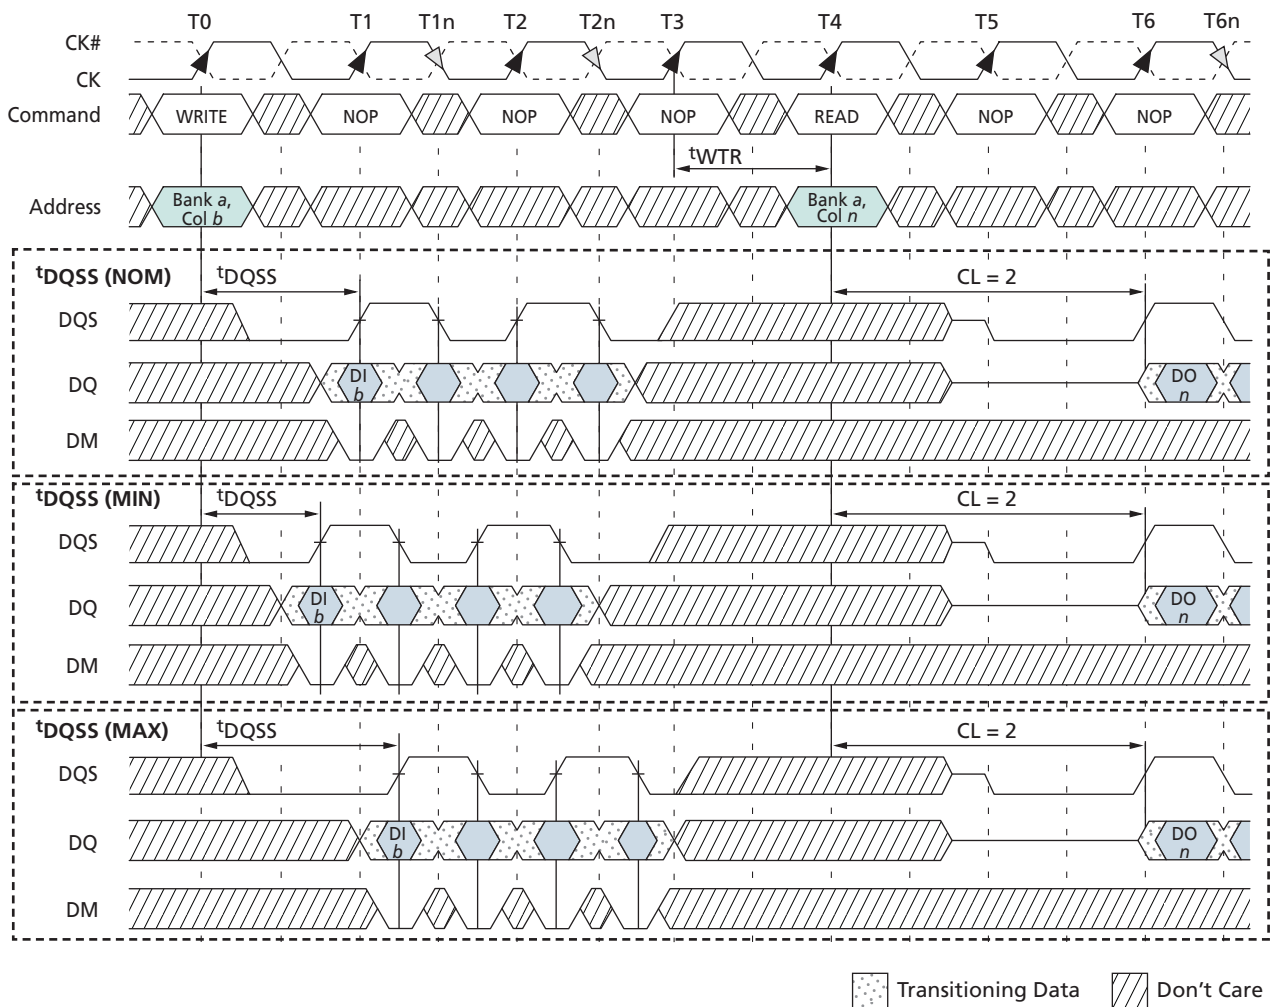 T0 T1 T1n T2 T2n T3 T4 T5 T6 T6n
CK#
CK
Command WRITE NOP NOP NOP READ NOP NOP
tWTR
Address Bank a, Col b Bank a, Col n
tDQSS (NOM) tDQSS CL = 2
DQS
DQ DI b DO n
DM
tDQSS (MIN) tDQSS CL = 2
DQS
DQ DI b DO n
DM
tDQSS (MAX) tDQSS CL = 2
DQS
DQ DI b DO n
DM
Transitioning Data Don't Care